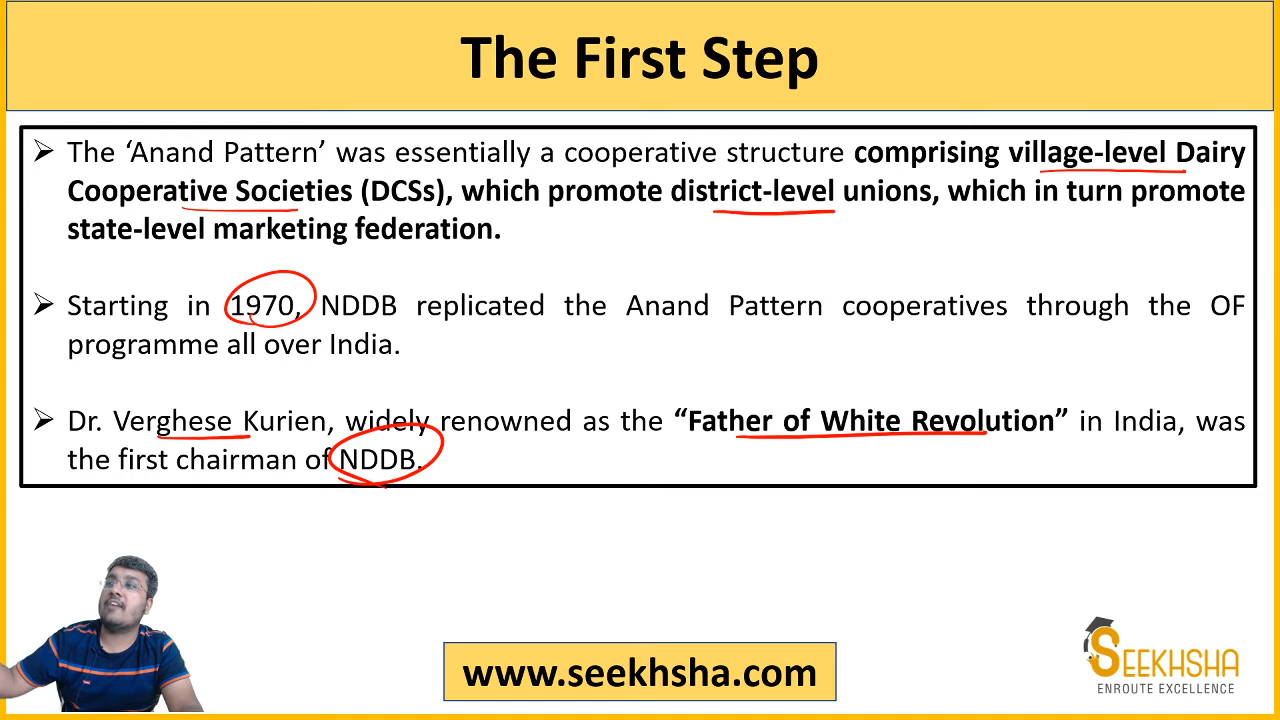 The First Step
➢ The ‘Anand Pattern’ was essentially a cooperative structure comprising village-level Dairy
Cooperative Societies (DCSs), which promote district-level unions, which in turn promote
state-level marketing federation.
➢ Starting in 1970, NDDB replicated the Anand Pattern cooperatives through the OF
programme all over India.
➢ Dr. Verghese Kurien, widely renowned as the “Father of White Revolution” in India, was
the first chairman of NDDB.
www.seekhsha.com
SEEKHSHA
ENROUTE EXCELLENCE